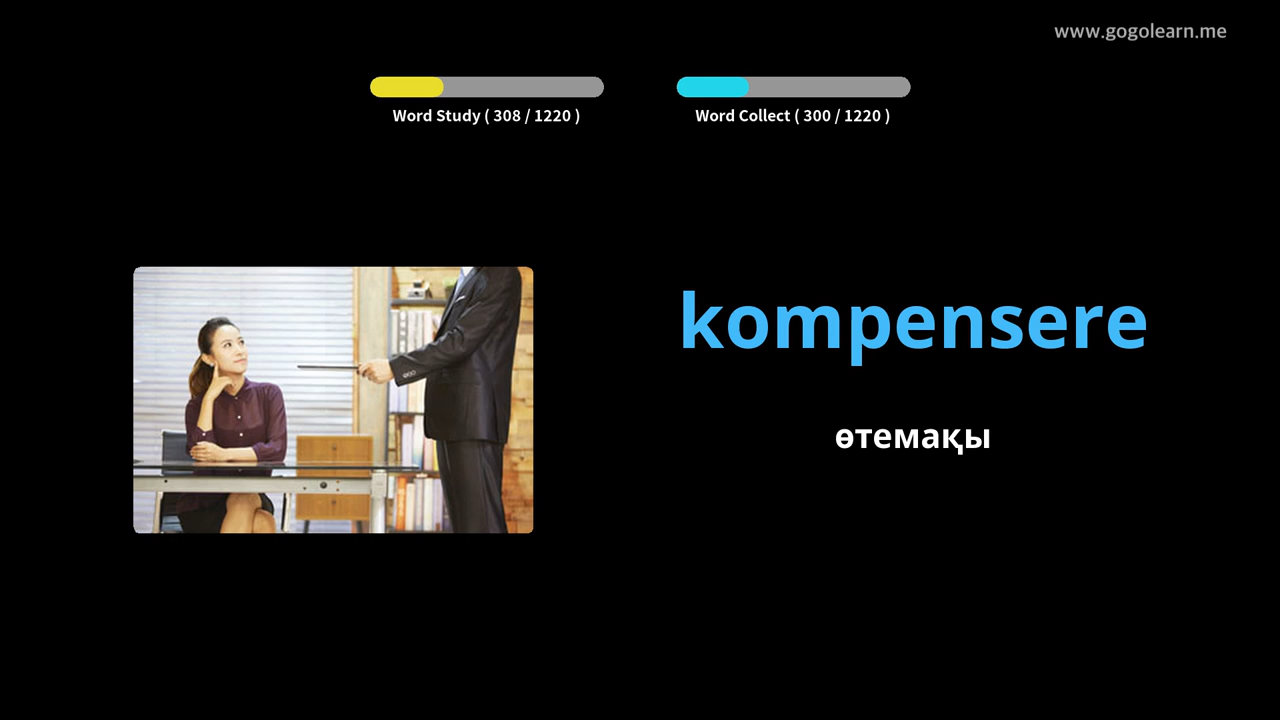 www.gogolearn.me
Word Study ( 308 / 1220 )
Word Collect ( 300 / 1220 )
kompensere
өтемақы